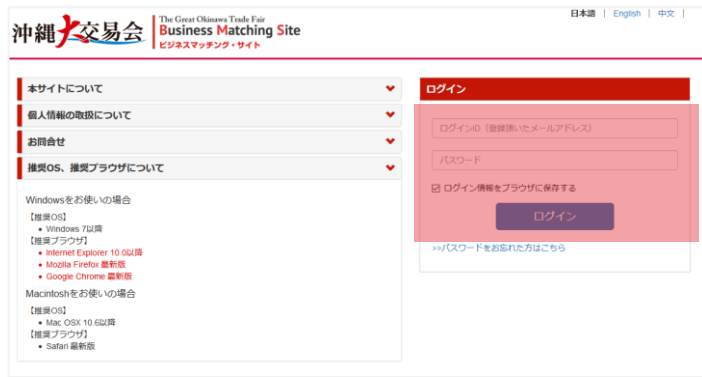 日本語 | English | 中文 |
沖縄大交易会
The Great Okinawa Trade Fair
Business Matching Site
ビジネスマッチング・サイト
本サイトについて
個人情報の取扱について
お問合せ
推奨OS、推奨ブラウザについて
Windowsをお使いの場合
【推奨OS】
• Windows 7以降
【推奨ブラウザ】
• Internet Explorer 10.0以降
• Mozilla Firefox 最新版
• Google Chrome 最新版
Macintoshをお使いの場合
【推奨OS】
• Mac OSX 10.6以降
【推奨ブラウザ】
• Safari 最新版
ログイン
ログインID（登録頂いたメールアドレス）
パスワード
ログイン情報をブラウザに保存する
ログイン
>>パスワードをお忘れた方はこちら